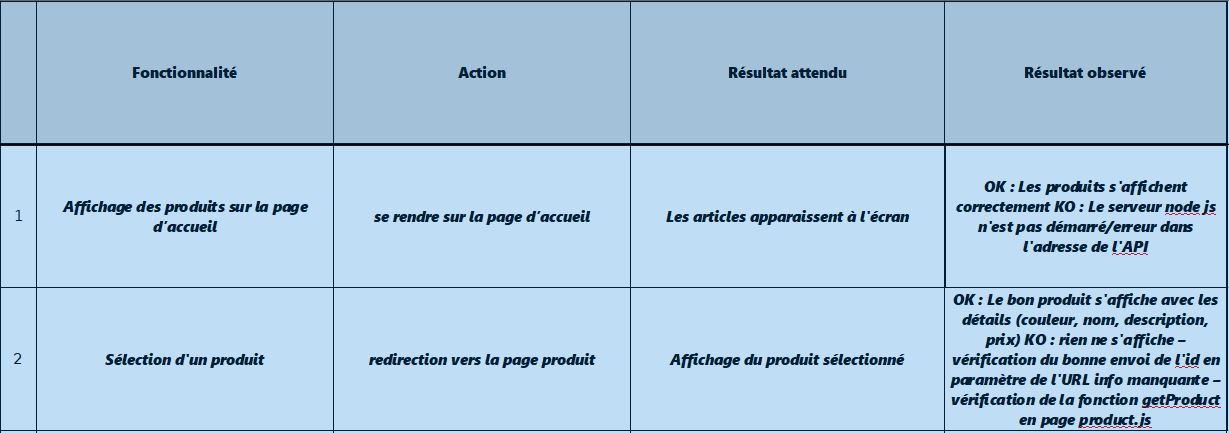 Fonctionnalité
Action
Résultat attendu
Résultat observé
1
Affichage des produits sur la page
d'accueil
se rendre sur la page d'accueil
Les articles apparaissent à l'écran
OK : Les produits s'affichent
correctement KO : Le serveur node js
n'est pas démarré/erreur dans
l'adresse de l'API
2
Sélection d'un produit
redirection vers la page produit
Affichage du produit sélectionné
OK : Le bon produit s'affiche avec les
détails (couleur, nom, description,
prix) KO : rien ne s'affiche –
vérification du bonne envoi de l'id en
paramètre de l'URL info manquante –
vérification de la fonction getProduct
en page product.js